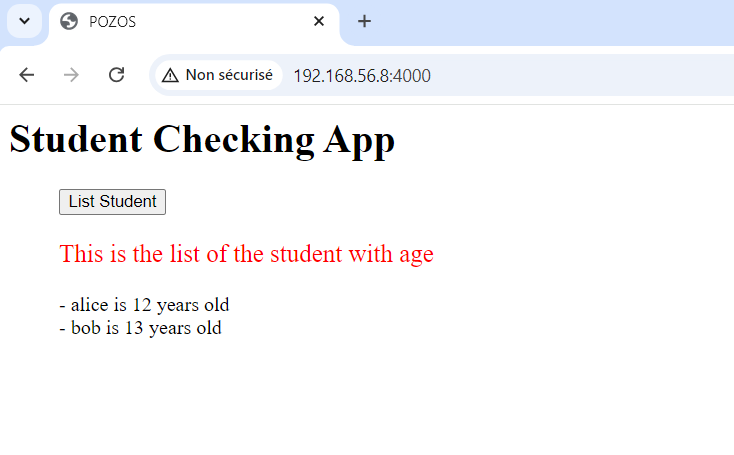 POZOS
Non sécurisé 192.168.56.8:4000
Student Checking App
List Student
This is the list of the student with age
- alice is 12 years old
- bob is 13 years old